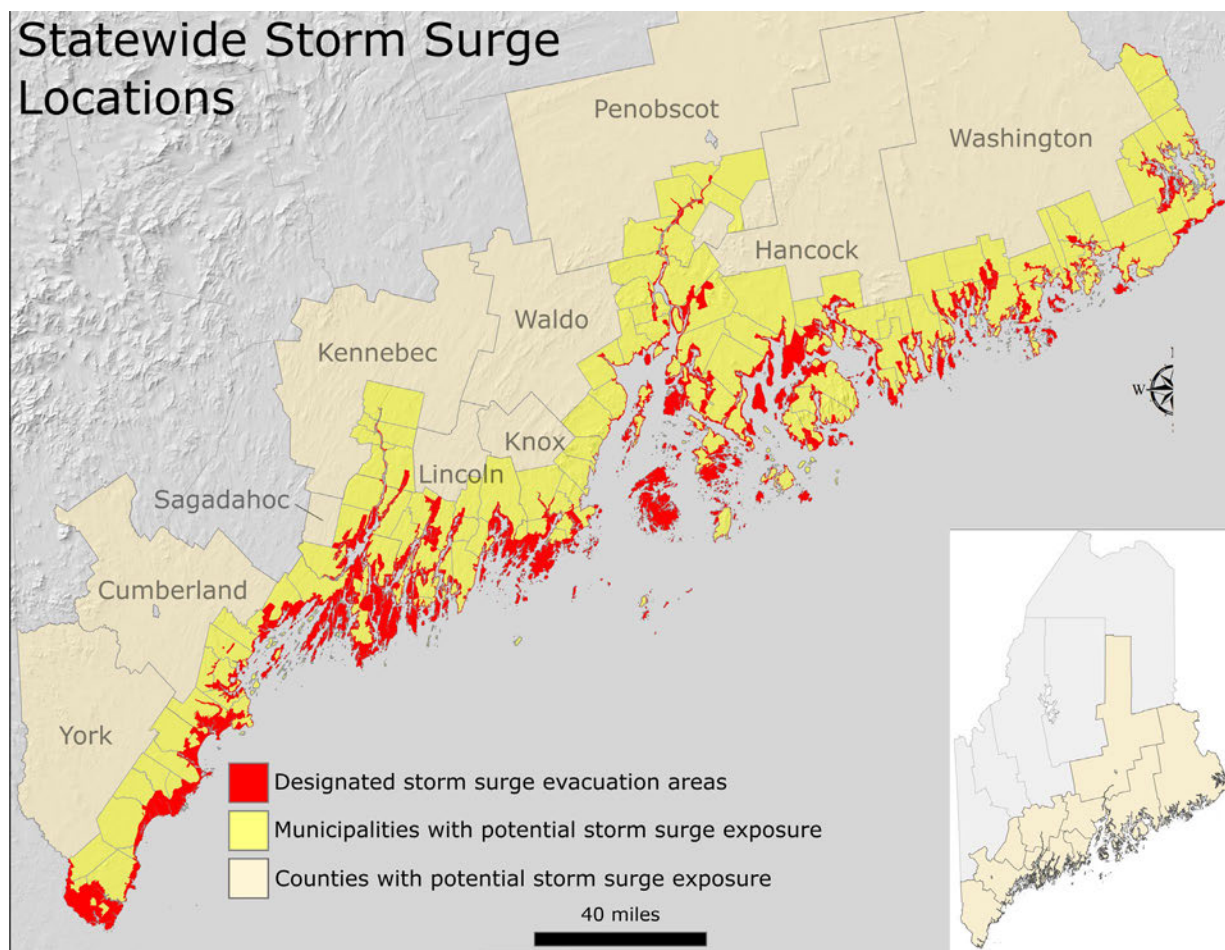 Statewide Storm Surge
Locations
Penobscot
Washington
Hancock
Waldo
Kennebec
Knox
Lincoln
Sagadahoc
Cumberland
York
W
Designated storm surge evacuation areas
Municipalities with potential storm surge exposure
Counties with potential storm surge exposure
40 miles